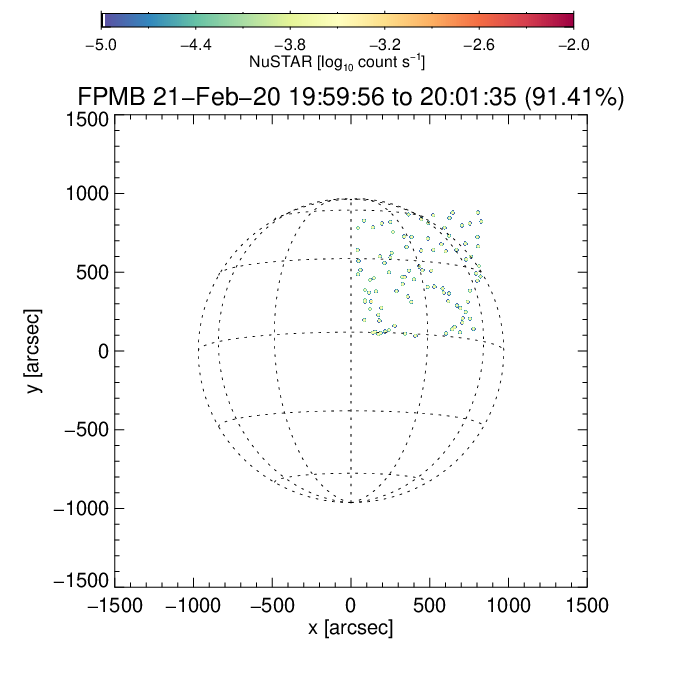 −5.0 −4.4 −3.8 −3.2 −2.6 −2.0
NuSTAR [log₁₀ count s⁻¹]
FPMB 21−Feb−20 19:59:56 to 20:01:35 (91.41%)
1500
1000
500
0
−500
−1000
−1500
y [arcsec]
−1500 −1000 −500 0 500 1000 1500
x [arcsec]